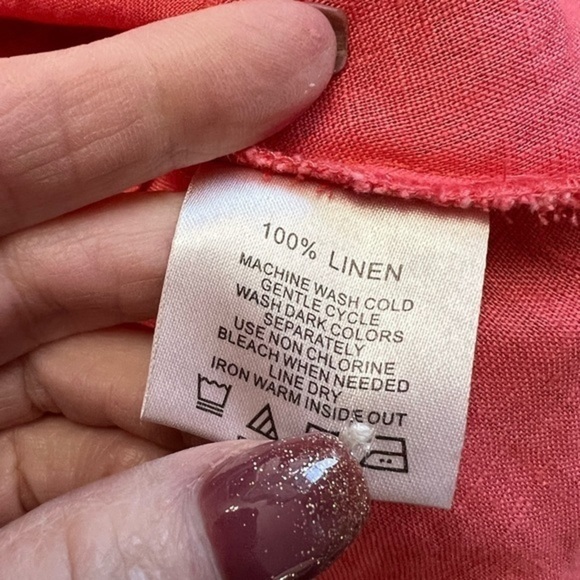 100% LINEN
MACHINE WASH COLD
GENTLE CYCLE
WASH DARK COLORS
SEPARATELY
USE NON CHLORINE
BLEACH WHEN NEEDED
LINE DRY
IRON WARM INSIDE OUT